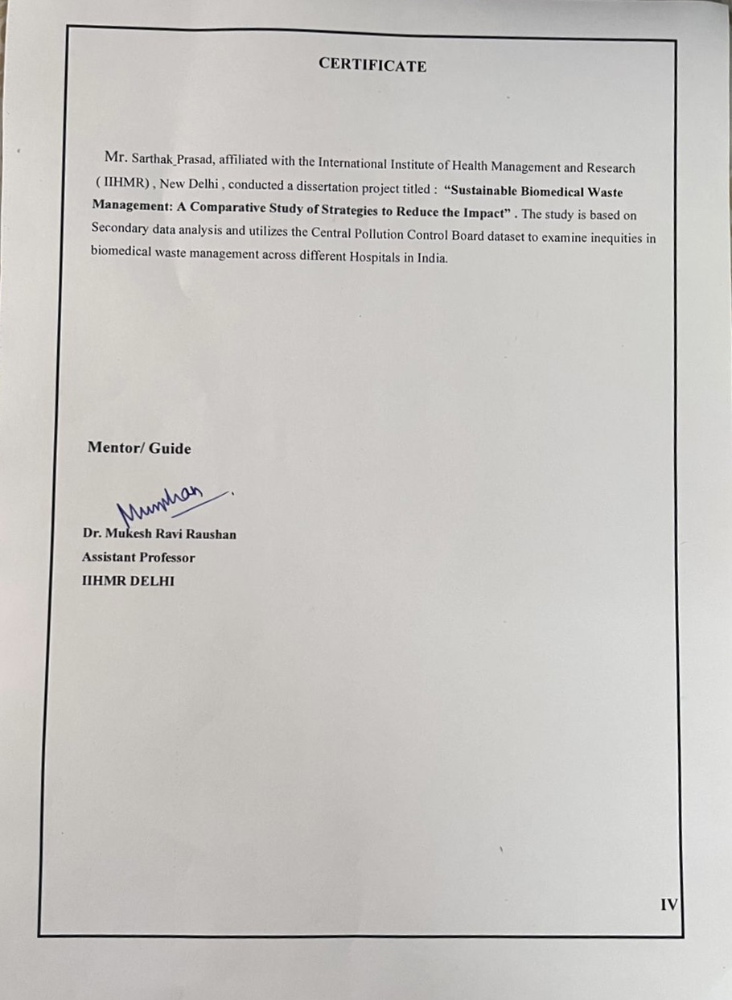 CERTIFICATE
Mr. Sarthak Prasad, affiliated with the International Institute of Health Management and Research
( IIHMR) , New Delhi , conducted a dissertation project titled : “Sustainable Biomedical Waste
Management: A Comparative Study of Strategies to Reduce the Impact” . The study is based on
Secondary data analysis and utilizes the Central Pollution Control Board dataset to examine inequities in
biomedical waste management across different Hospitals in India.
Mentor/ Guide
Dr. Mukesh Ravi Raushan
Assistant Professor
IIHMR DELHI
IV